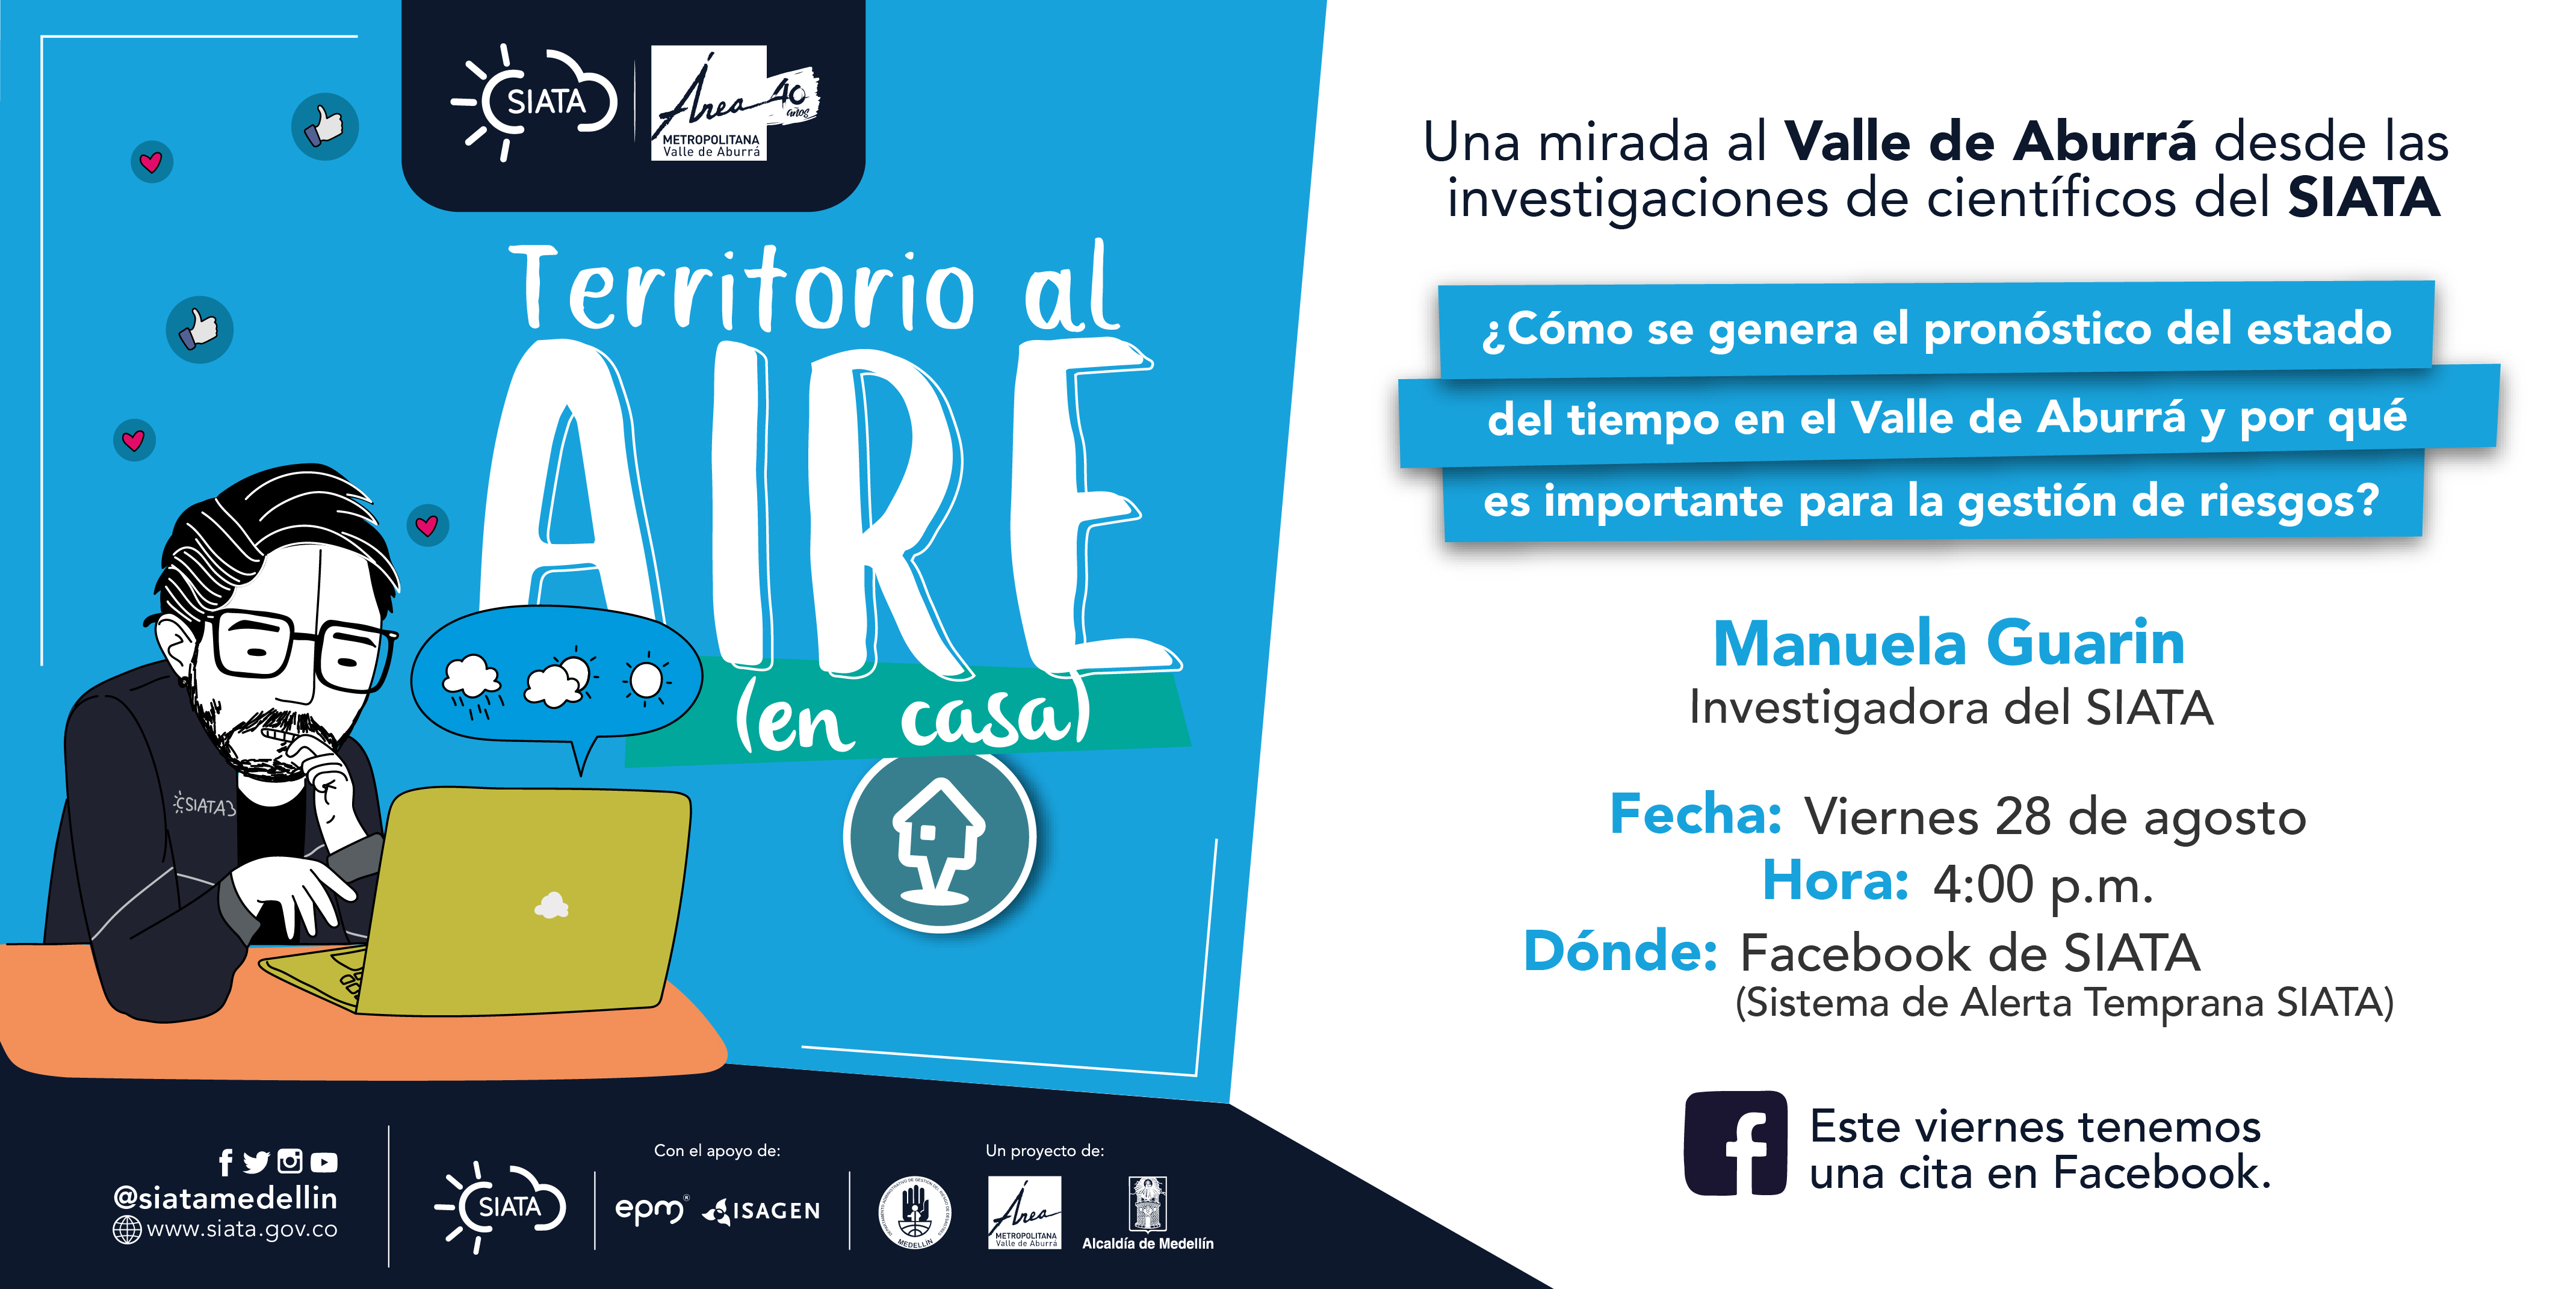 SIATA
Área 40 años
METROPOLITANA
Valle de Aburrá
Territorio al
AIRE
(en casa)
SIATA
@siatamedellin
www.siata.gov.co
SIATA
Con el apoyo de:
epm®
ISAGEN
Un proyecto de:
MEDELLÍN
Área
METROPOLITANA
Valle de Aburrá
Alcaldía de Medellín
Una mirada al Valle de Aburrá desde las
investigaciones de científicos del SIATA
¿Cómo se genera el pronóstico del estado
del tiempo en el Valle de Aburrá y por qué
es importante para la gestión de riesgos?
Manuela Guarin
Investigadora del SIATA
Fecha: Viernes 28 de agosto
Hora: 4:00 p.m.
Dónde: Facebook de SIATA
(Sistema de Alerta Temprana SIATA)
Este viernes tenemos
una cita en Facebook.